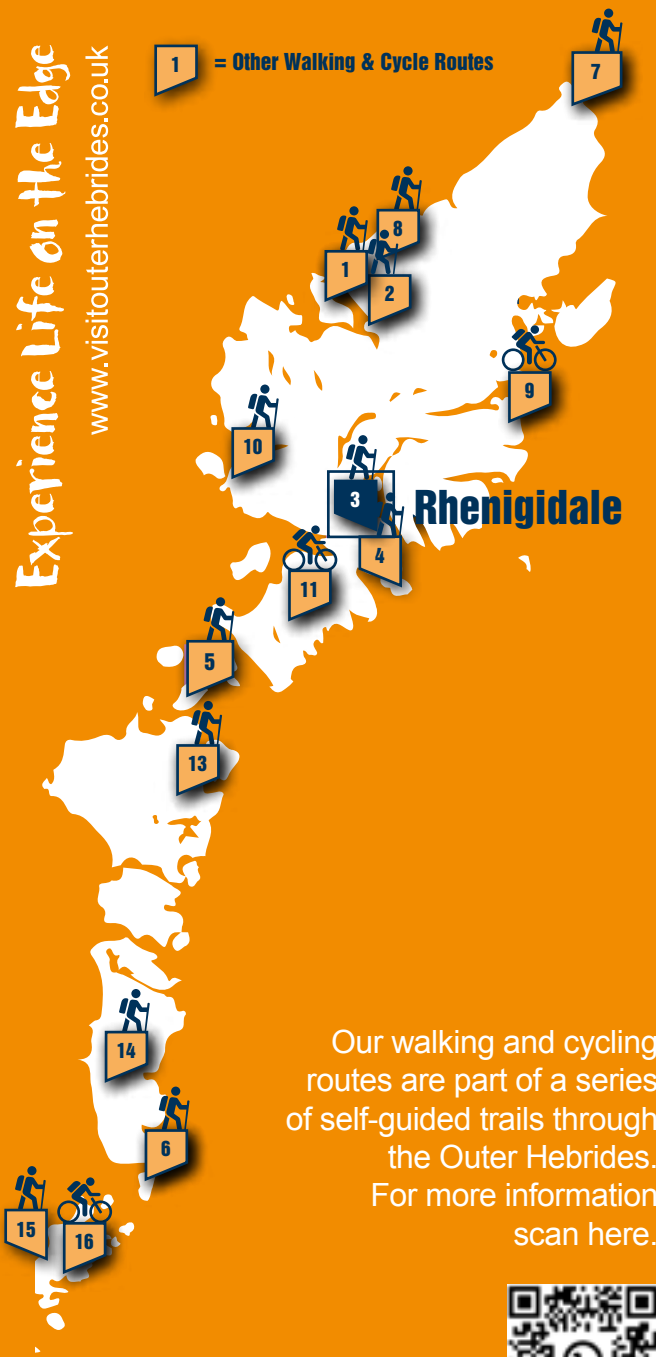 Experience Life on the Edge
www.visitouterhebrides.co.uk
1 = Other Walking & Cycle Routes
7
8
1
2
9
10
3
Rhenigidale
4
11
5
13
14
6
15
16
Our walking and cycling
routes are part of a series
of self-guided trails through
the Outer Hebrides.
For more information
scan here.